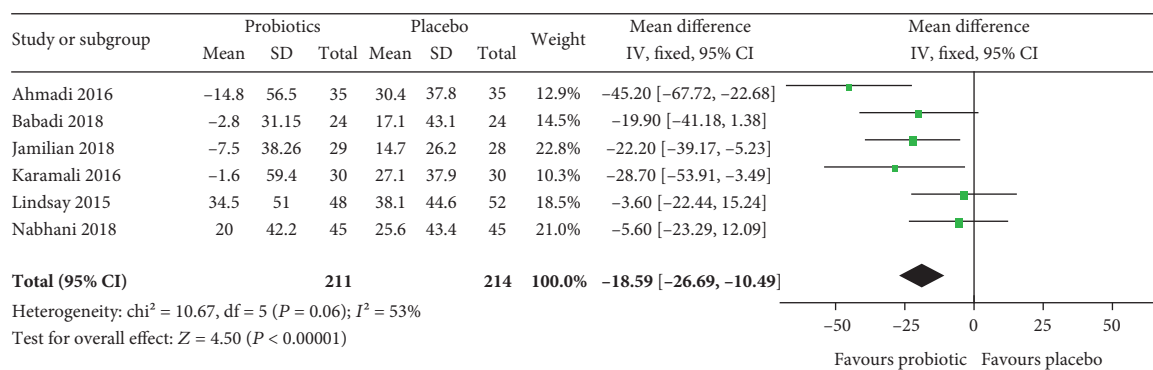 Study or subgroup Probiotics Placebo Weight Mean difference Mean difference
Mean SD Total Mean SD Total IV, fixed, 95% CI IV, fixed, 95% CI
Ahmadi 2016 –14.8 56.5 35 30.4 37.8 35 12.9% –45.20 [–67.72, –22.68]
Babadi 2018 –2.8 31.15 24 17.1 43.1 24 14.5% –19.90 [–41.18, 1.38]
Jamilian 2018 –7.5 38.26 29 14.7 26.2 28 22.8% –22.20 [–39.17, –5.23]
Karamali 2016 –1.6 59.4 30 27.1 37.9 30 10.3% –28.70 [–53.91, –3.49]
Lindsay 2015 34.5 51 48 38.1 44.6 52 18.5% –3.60 [–22.44, 15.24]
Nabhani 2018 20 42.2 45 25.6 43.4 45 21.0% –5.60 [–23.29, 12.09]
Total (95% CI) 211 214 100.0% –18.59 [–26.69, –10.49]
Heterogeneity: chi² = 10.67, df = 5 (P = 0.06); I² = 53%
Test for overall effect: Z = 4.50 (P < 0.00001)
–50 –25 0 25 50
Favours probiotic Favours placebo